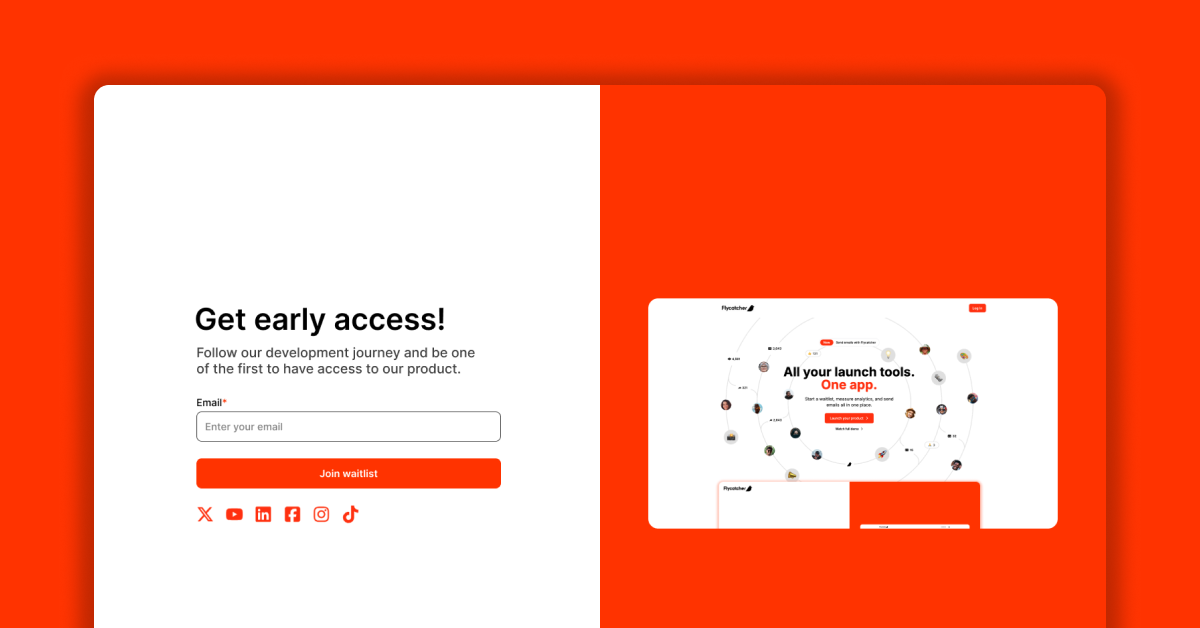 Get early access!
Follow our development journey and be one
of the first to have access to our product.
Email*
Enter your email
Join waitlist
Flycatcher
Log in
Send emails with Flycatcher
All your launch tools.
One app.
Start a waitlist, measure analytics, and send
emails all in one place.
Launch your product
Watch full demo
Flycatcher